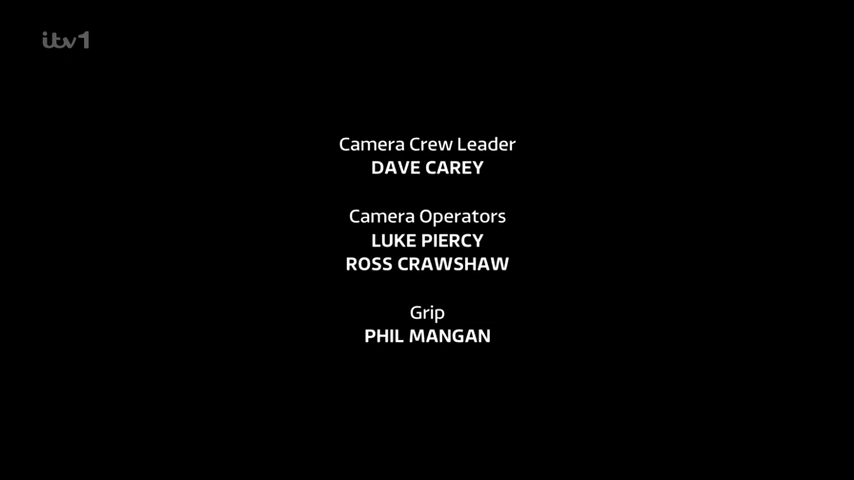 itv1
Camera Crew Leader
DAVE CAREY
Camera Operators
LUKE PIERCY
ROSS CRAWSHAW
Grip
PHIL MANGAN